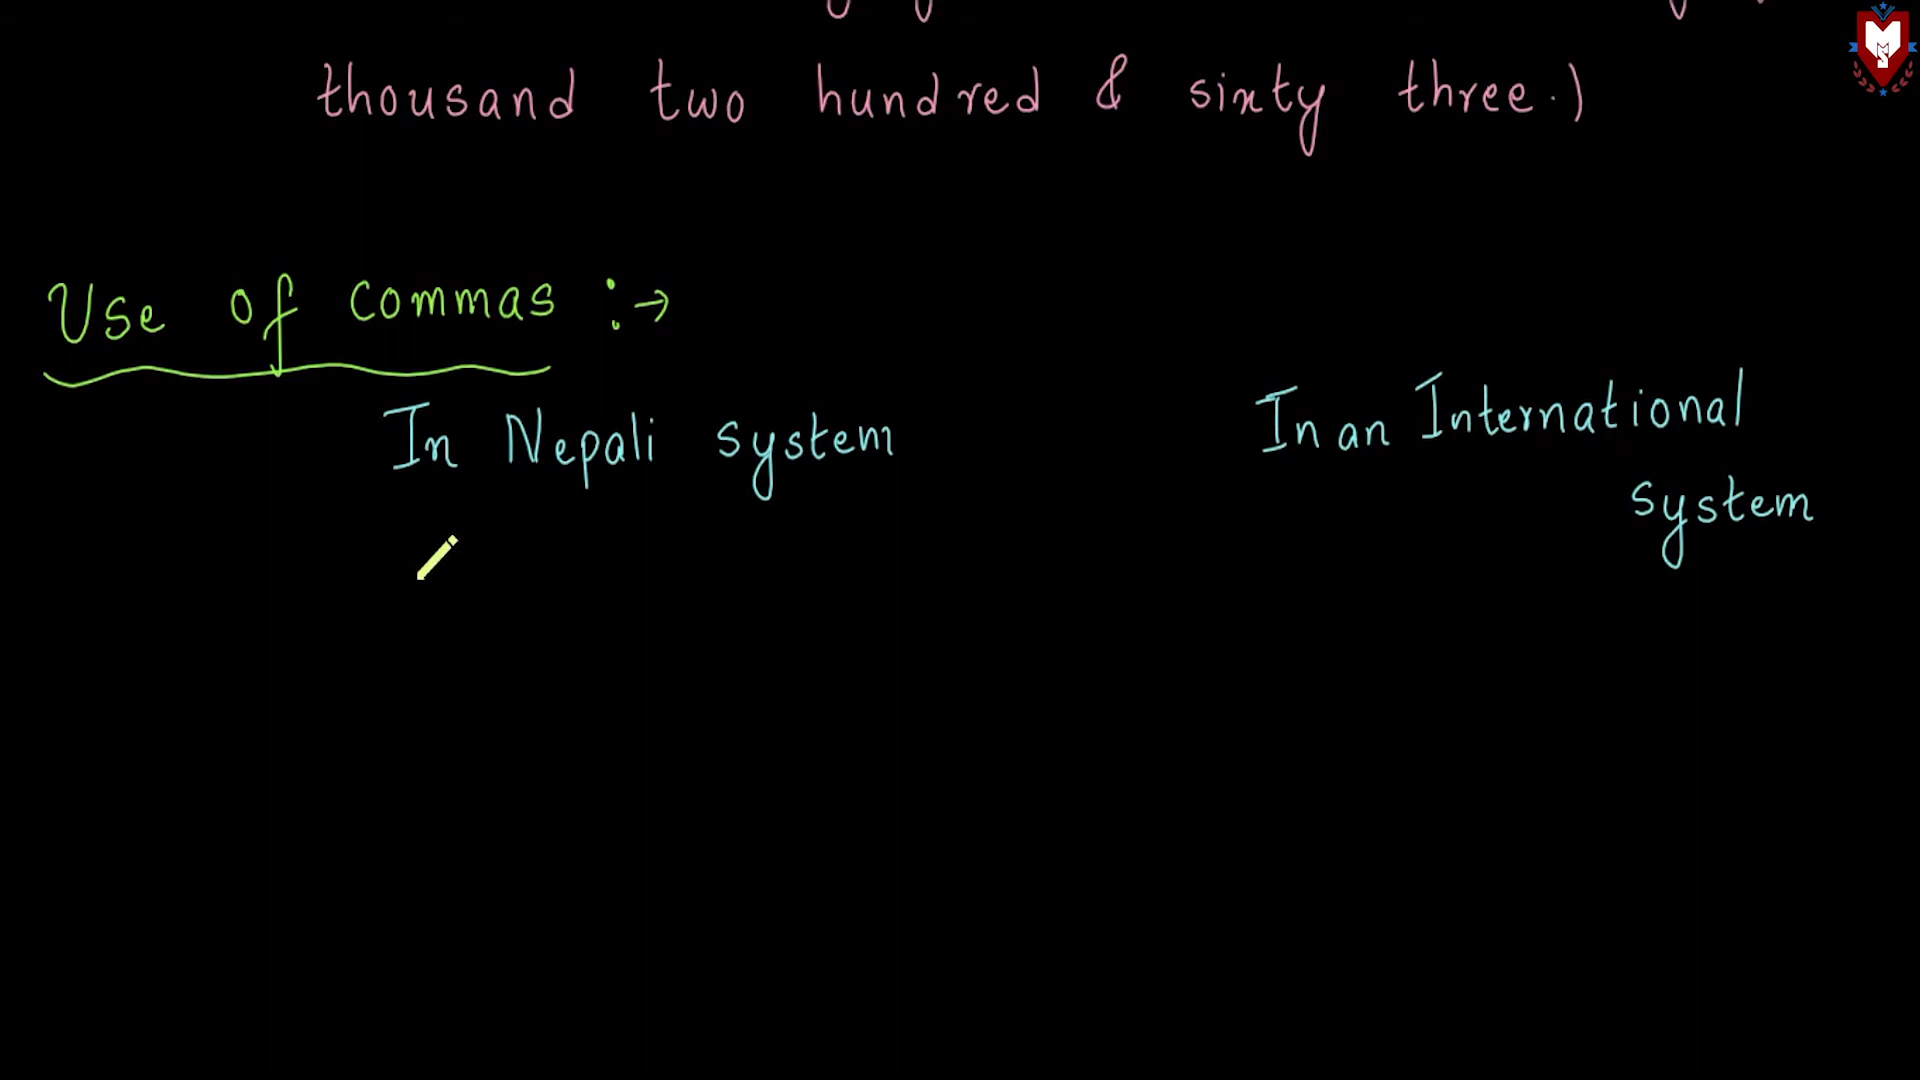 thousand two hundred & sixty three.)
Use of commas :→
In Nepali system
In an International
system